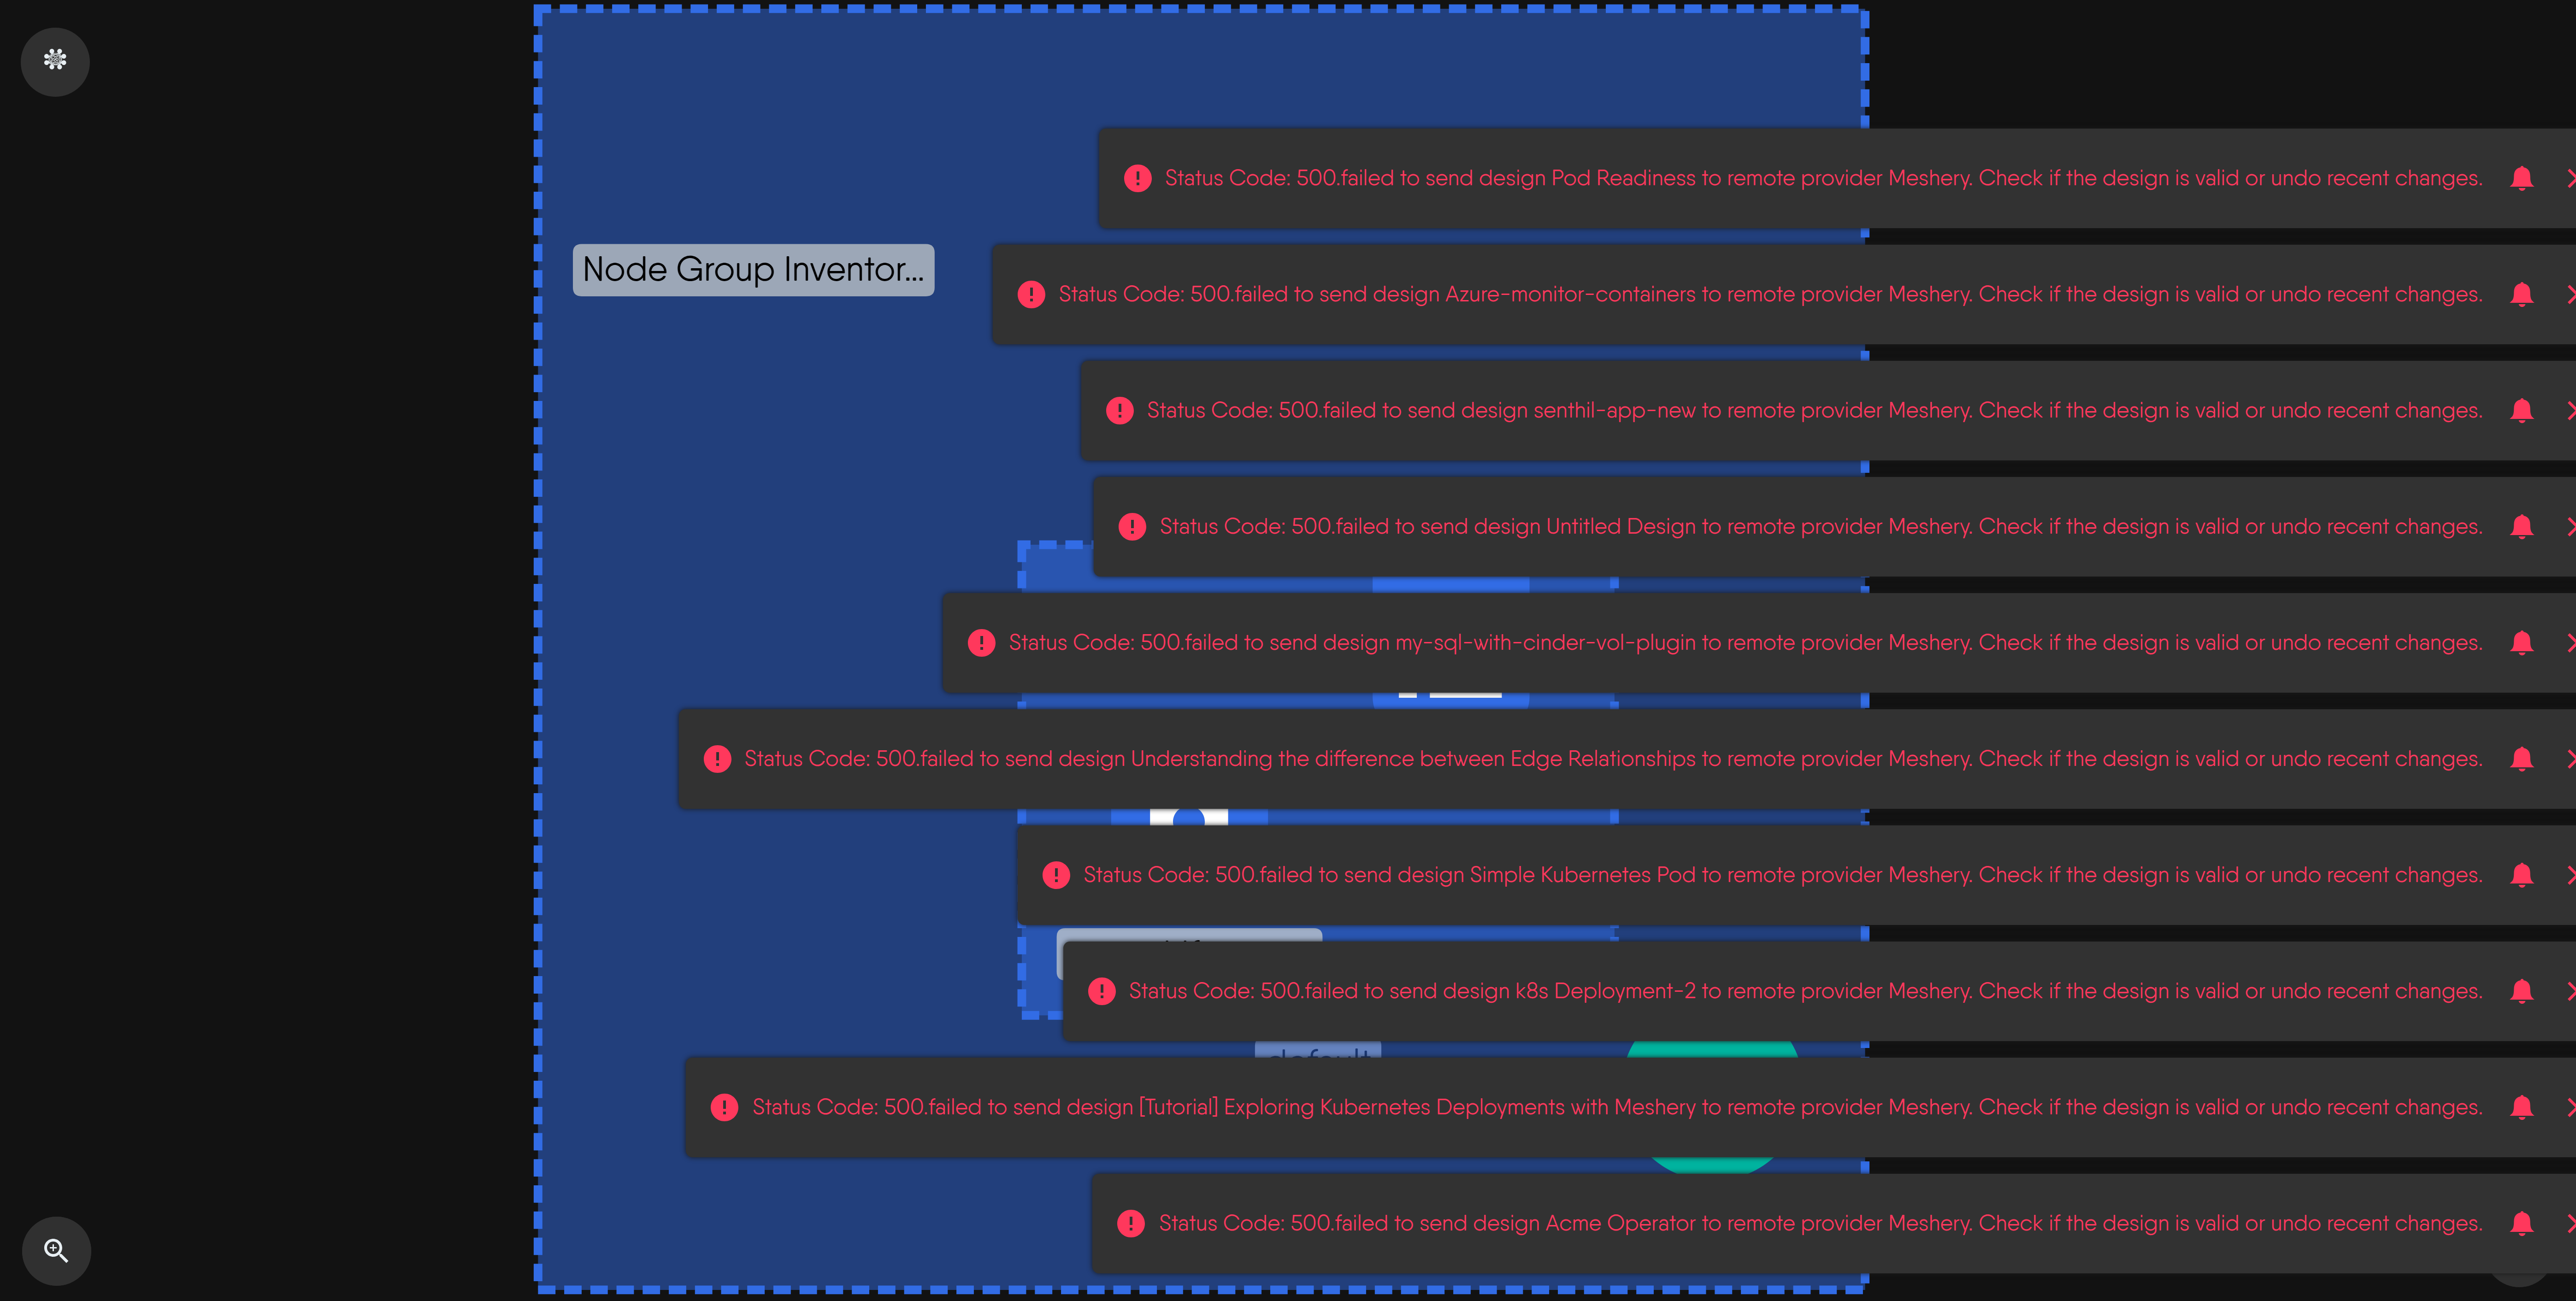 Status Code: 500.failed to send design Pod Readiness to remote provider Meshery. Check if the design is valid or undo recent changes.
Node Group Inventor...
Status Code: 500.failed to send design Azure-monitor-containers to remote provider Meshery. Check if the design is valid or undo recent changes.
Status Code: 500.failed to send design senthil-app-new to remote provider Meshery. Check if the design is valid or undo recent changes.
Status Code: 500.failed to send design Untitled Design to remote provider Meshery. Check if the design is valid or undo recent changes.
Status Code: 500.failed to send design my-sql-with-cinder-vol-plugin to remote provider Meshery. Check if the design is valid or undo recent changes.
Status Code: 500.failed to send design Understanding the difference between Edge Relationships to remote provider Meshery. Check if the design is valid or undo recent changes.
Status Code: 500.failed to send design Simple Kubernetes Pod to remote provider Meshery. Check if the design is valid or undo recent changes.
Status Code: 500.failed to send design k8s Deployment-2 to remote provider Meshery. Check if the design is valid or undo recent changes.
default
Status Code: 500.failed to send design [Tutorial] Exploring Kubernetes Deployments with Meshery to remote provider Meshery. Check if the design is valid or undo recent changes.
Status Code: 500.failed to send design Acme Operator to remote provider Meshery. Check if the design is valid or undo recent changes.